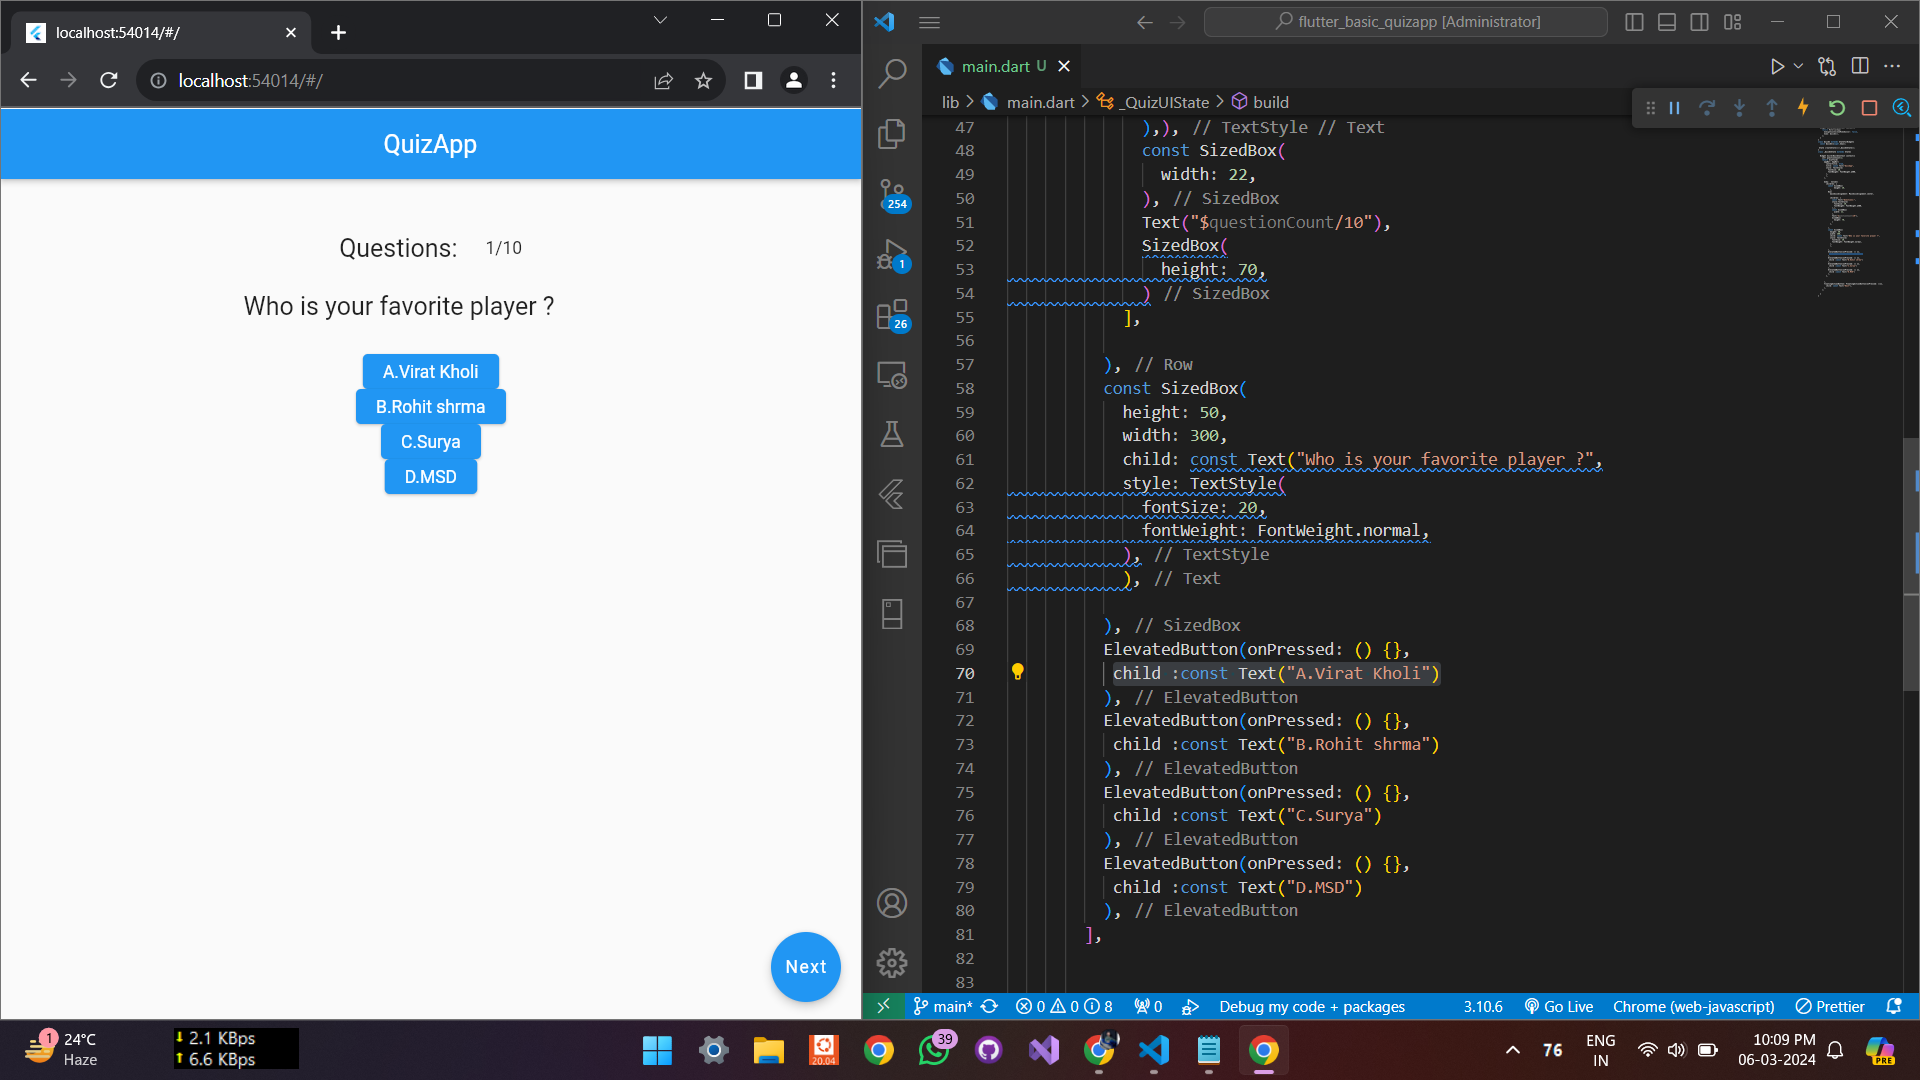 localhost:54014/#/
localhost:54014/#/
QuizApp
Questions: 1/10
Who is your favorite player ?
A.Virat Kholi
B.Rohit shrma
C.Surya
D.MSD
Next
flutter_basic_quizapp [Administrator]
main.dart U
lib > main.dart > _QuizUIState > build
254
1
26
47 ),), // TextStyle // Text
48 const SizedBox(
49 width: 22,
50 ), // SizedBox
51 Text("$questionCount/10"),
52 SizedBox(
53 height: 70,
54 ) // SizedBox
55 ],
56
57 ), // Row
58 const SizedBox(
59 height: 50,
60 width: 300,
61 child: const Text("Who is your favorite player ?",
62 style: TextStyle(
63 fontSize: 20,
64 fontWeight: FontWeight.normal,
65 ), // TextStyle
66 ), // Text
67
68 ), // SizedBox
69 ElevatedButton(onPressed: () {},
70 child :const Text("A.Virat Kholi")
71 ), // ElevatedButton
72 ElevatedButton(onPressed: () {},
73 child :const Text("B.Rohit shrma")
74 ), // ElevatedButton
75 ElevatedButton(onPressed: () {},
76 child :const Text("C.Surya")
77 ), // ElevatedButton
78 ElevatedButton(onPressed: () {},
79 child :const Text("D.MSD")
80 ), // ElevatedButton
81 ],
82
83
main* 0 0 8 0 Debug my code + packages 3.10.6 Go Live Chrome (web-javascript) Prettier
1 24°C
Haze
2.1 KBps
6.6 KBps
20.04
39
76
ENG
IN
10:09 PM
06-03-2024
PRE